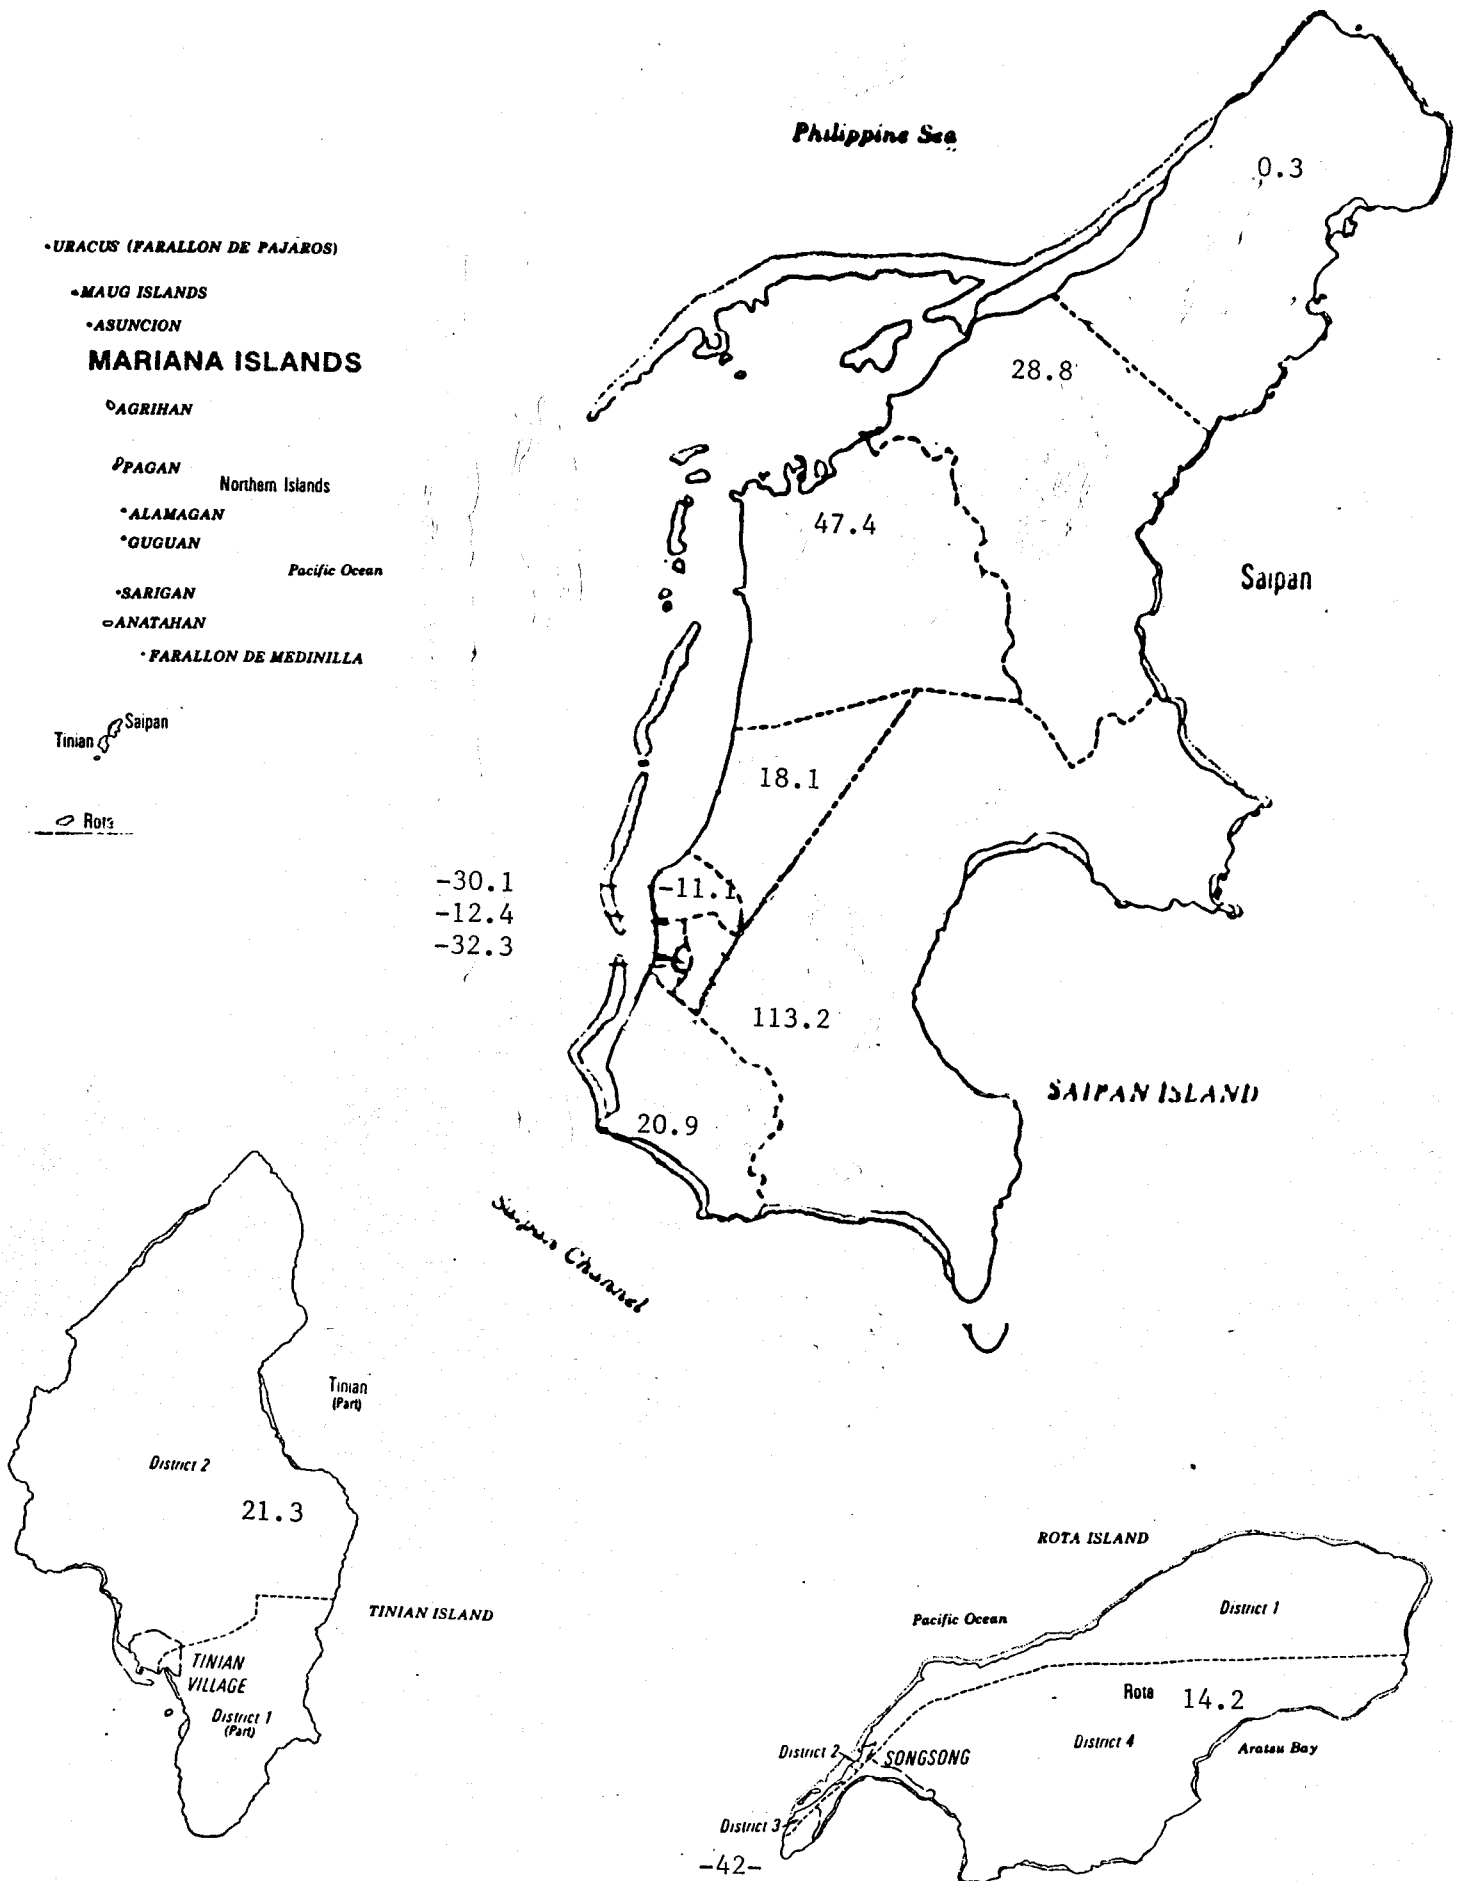 Philippine Sea
0.3
URACUS (FARALLON DE PAJAROS)
MAUG ISLANDS
ASUNCION
MARIANA ISLANDS
AGRIHAN
PAGAN
Northern Islands
ALAMAGAN
GUGUAN
Pacific Ocean
SARIGAN
ANATAHAN
FARALLON DE MEDINILLA
Saipan
Tinian
Rota
28.8
47.4
Saipan
18.1
-30.1
-11.1
-12.4
-32.3
113.2
SAIPAN ISLAND
20.9
Saipan Channel
Tinian
(Part)
District 2
21.3
TINIAN ISLAND
TINIAN
VILLAGE
District 1
(Part)
ROTA ISLAND
Pacific Ocean
District 1
Rota 14.2
District 4
Aratsu Bay
District 2
SONGSONG
District 3
-42-